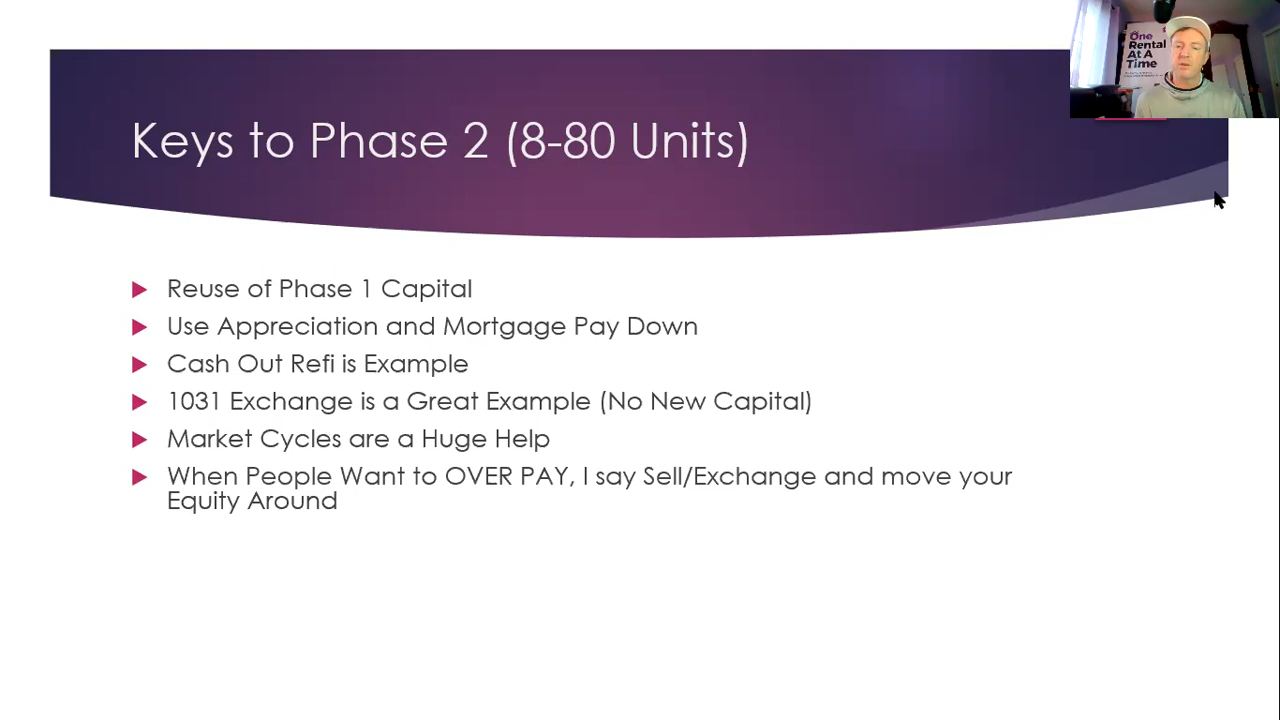 Keys to Phase 2 (8-80 Units)
One
Rental
At A
Time
Reuse of Phase 1 Capital
Use Appreciation and Mortgage Pay Down
Cash Out Refi is Example
1031 Exchange is a Great Example (No New Capital)
Market Cycles are a Huge Help
When People Want to OVER PAY, I say Sell/Exchange and move your
Equity Around